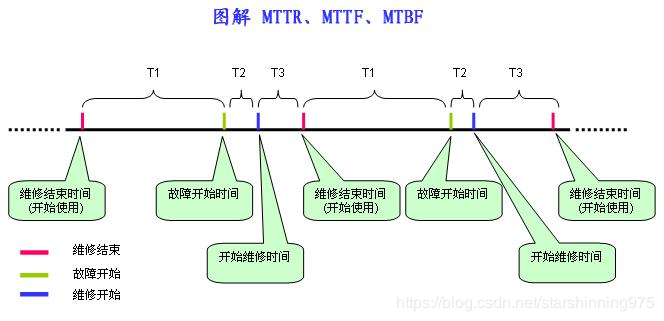 图解 MTTR、MTTF、MTBF
T1 T2 T3 T1 T2 T3
维修结束时间
(开始使用)
故障开始时间
维修结束时间
(开始使用)
故障开始时间
维修结束时间
(开始使用)
开始维修时间
开始维修时间
维修结束
故障开始
维修开始
https://blog.csdn.net/starshinning975